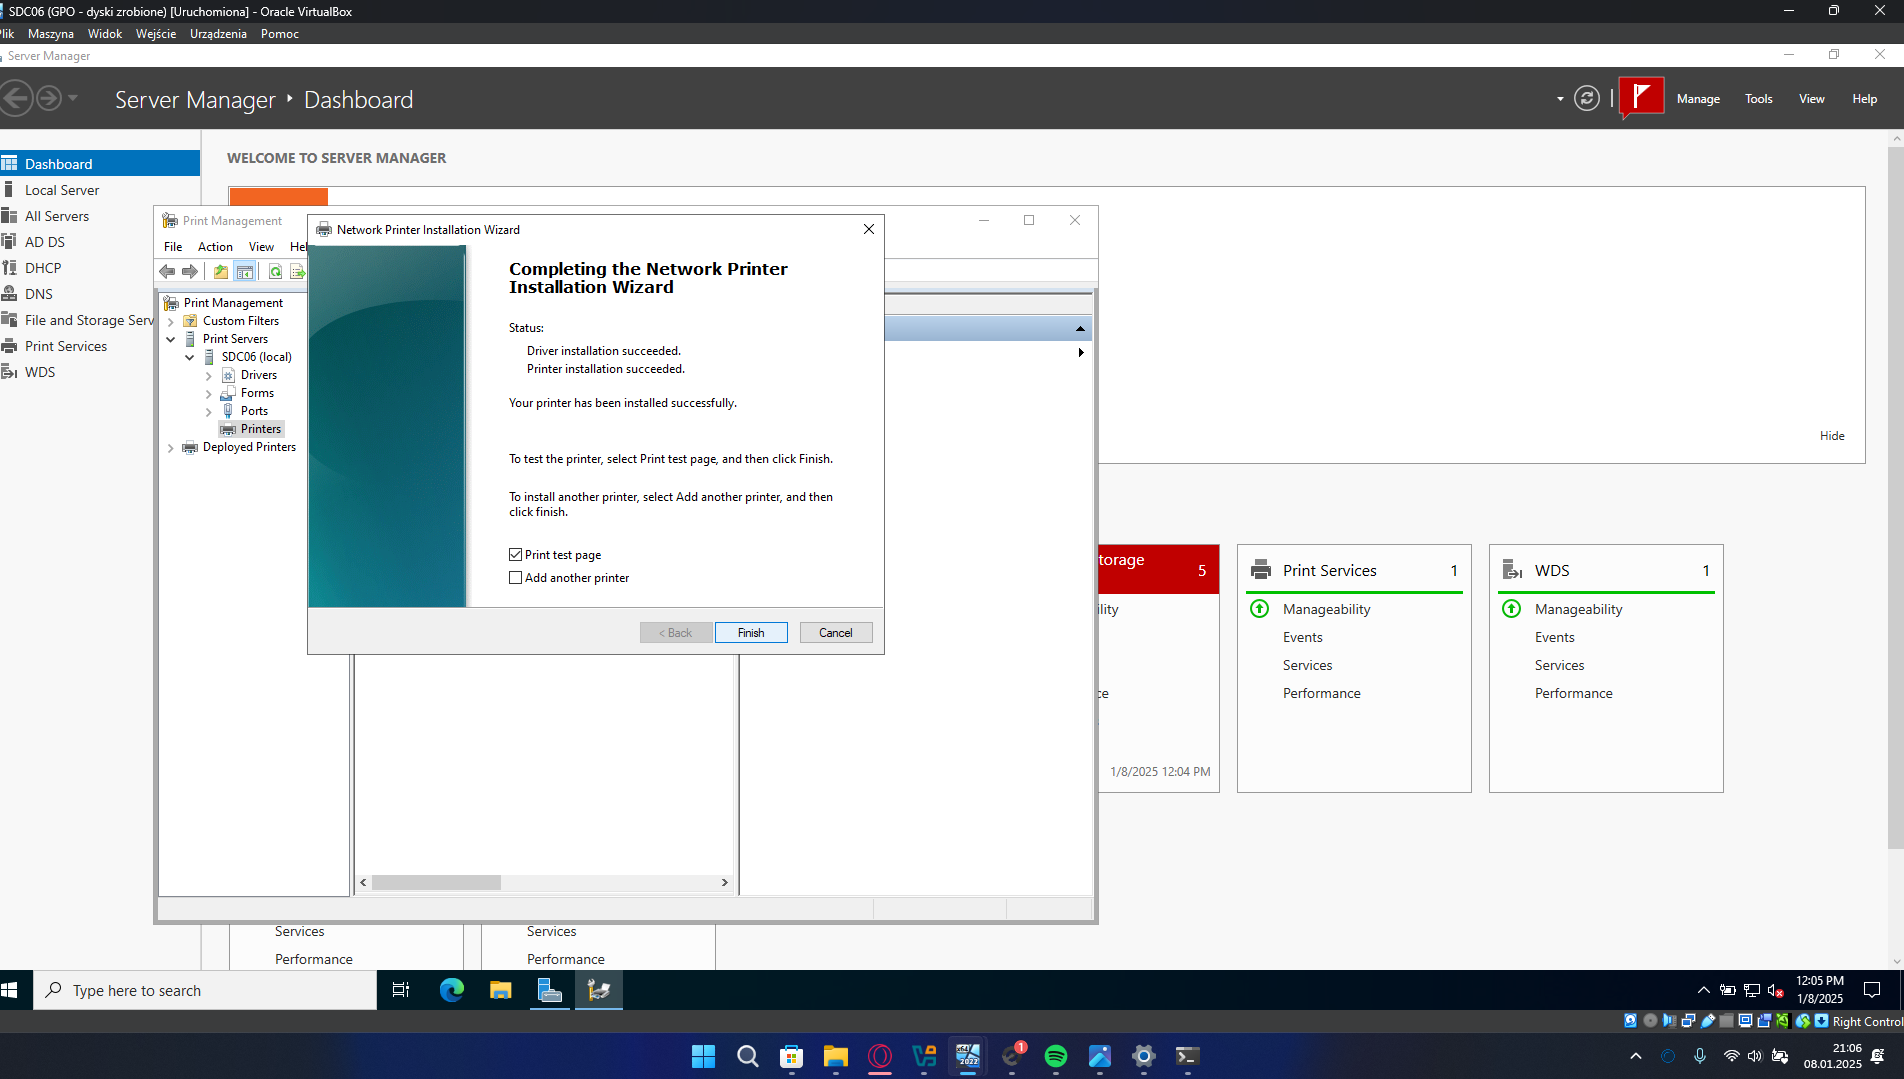 SDC06 (GPO - dyski zrobione) [Uruchomiona] - Oracle VirtualBox
Plik Maszyna Widok Wejście Urządzenia Pomoc
Server Manager
Server Manager Dashboard
Manage Tools View Help
Dashboard
Local Server
All Servers
AD DS
DHCP
DNS
File and Storage Serv
Print Services
WDS
WELCOME TO SERVER MANAGER
Hide
Print Management
File Action View Hel
Print Management
Custom Filters
Print Servers
SDC06 (local)
Drivers
Forms
Ports
Printers
Deployed Printers
Network Printer Installation Wizard
Completing the Network Printer
Installation Wizard
Status:
Driver installation succeeded.
Printer installation succeeded.
Your printer has been installed successfully.
To test the printer, select Print test page, and then click Finish.
To install another printer, select Add another printer, and then
click finish.
Print test page
Add another printer
< Back Finish Cancel
torage 5
ility
ce
1/8/2025 12:04 PM
Print Services 1
Manageability
Events
Services
Performance
WDS 1
Manageability
Events
Services
Performance
Services
Performance
Services
Performance
Type here to search
12:05 PM
1/8/2025
Right Control
x64
2022
1
21:06
08.01.2025